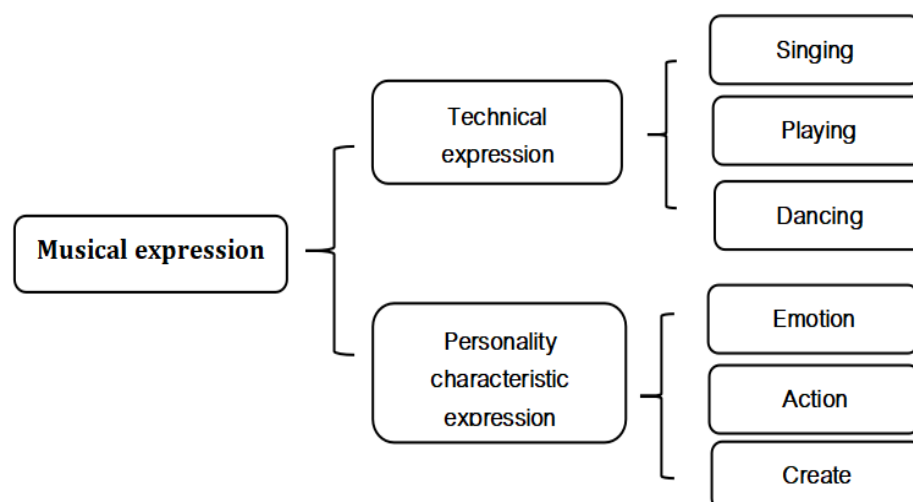 Musical expression
Technical
expression
Singing
Playing
Dancing
Personality
characteristic
expression
Emotion
Action
Create